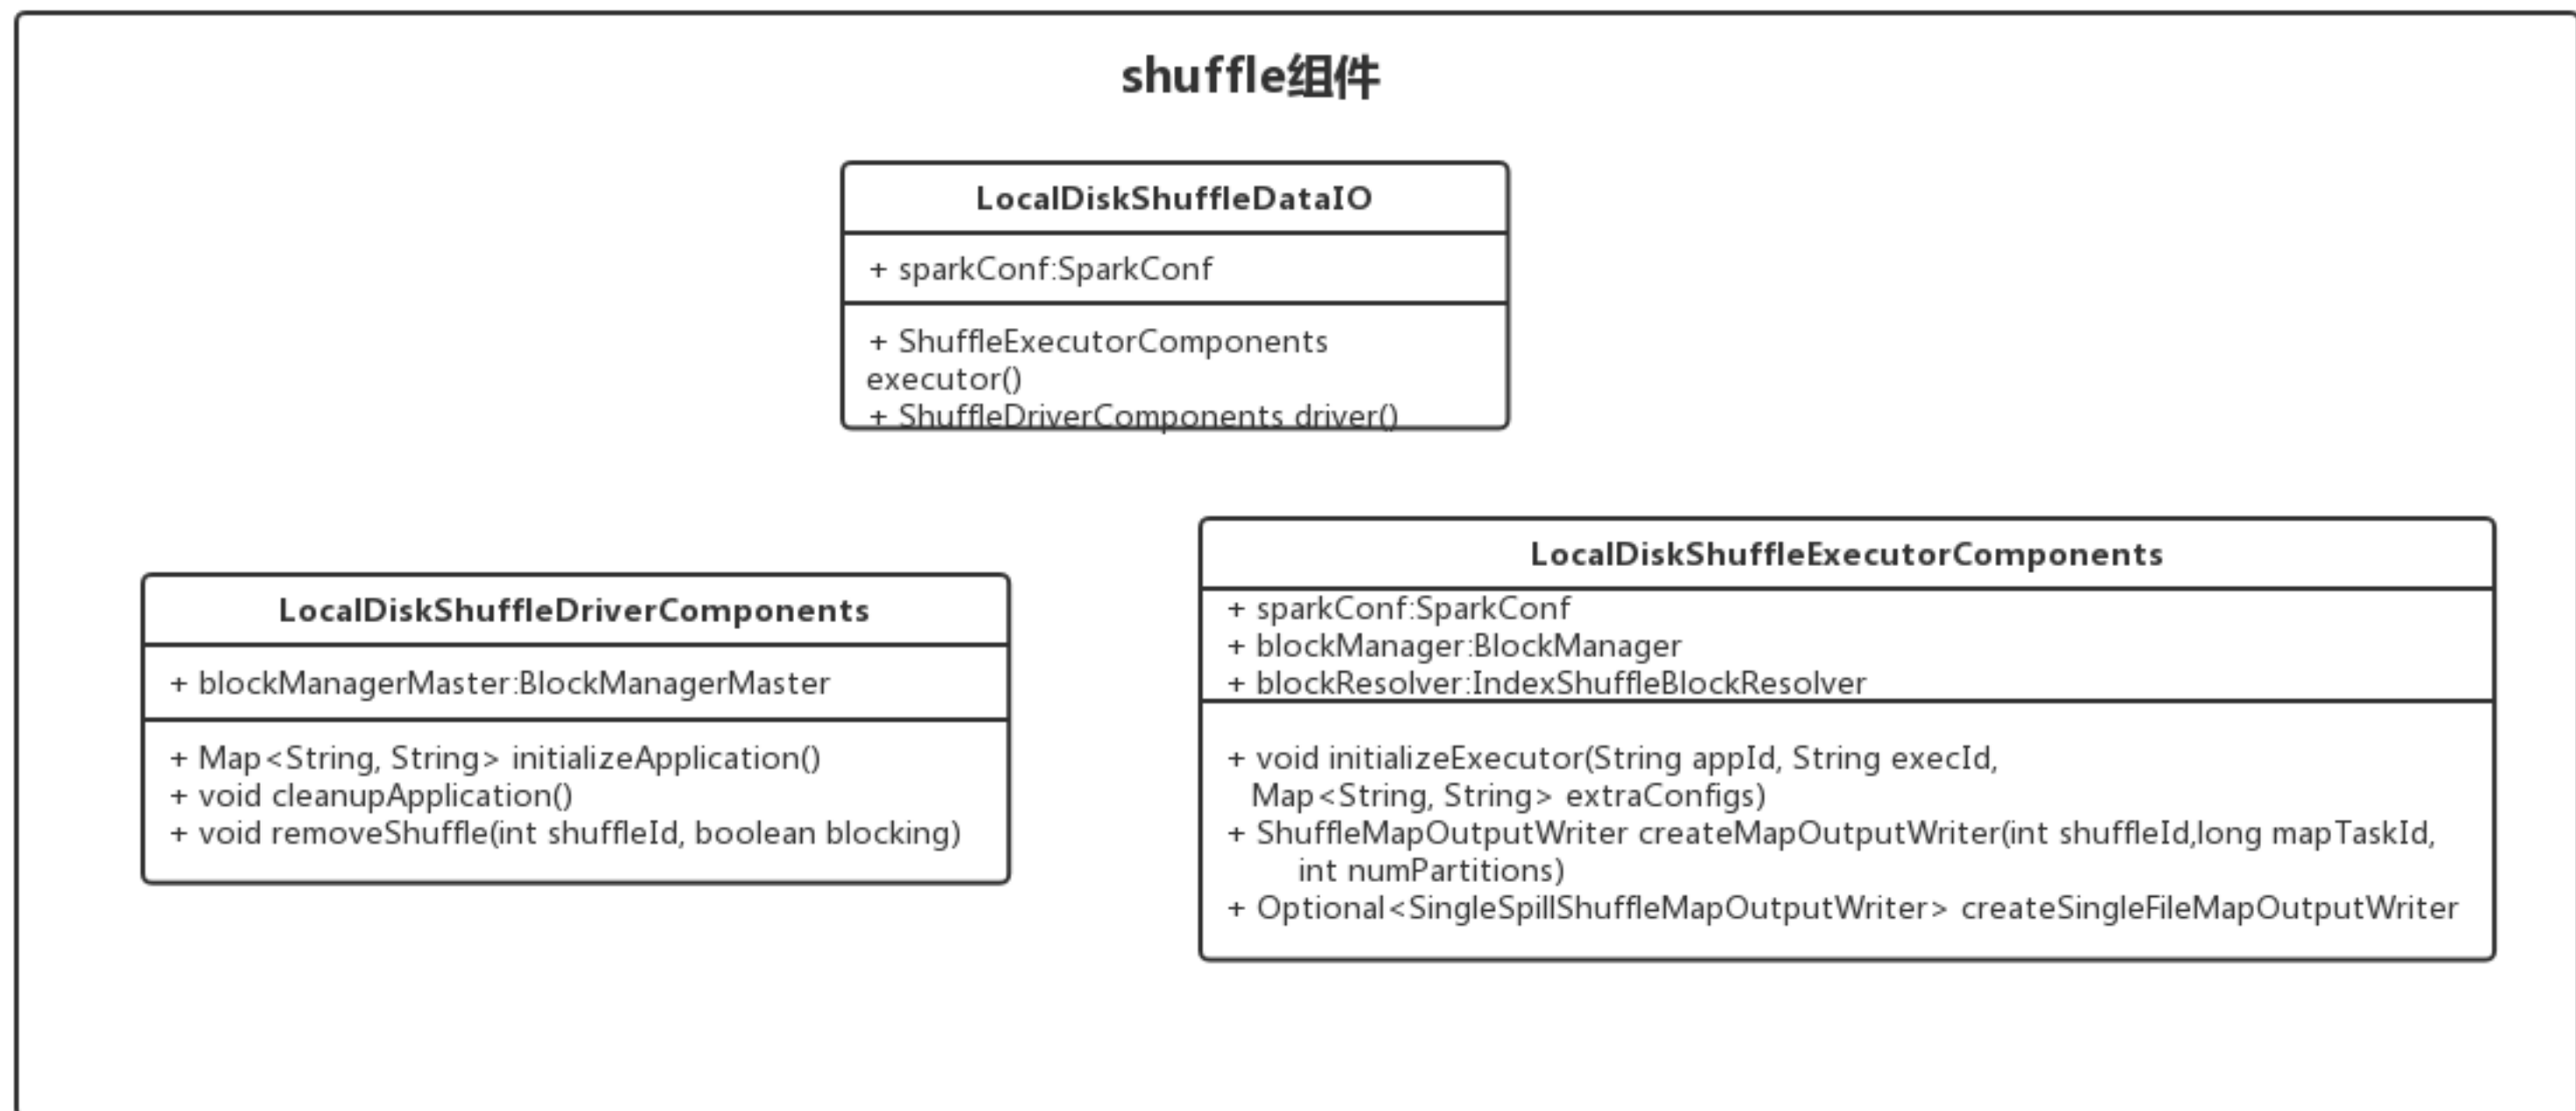 shuffle组件
LocalDiskShuffleDataIO
+ sparkConf:SparkConf
+ ShuffleExecutorComponents
executor()
+ ShuffleDriverComponents driver()
LocalDiskShuffleDriverComponents
+ blockManagerMaster:BlockManagerMaster
+ Map<String, String> initializeApplication()
+ void cleanupApplication()
+ void removeShuffle(int shuffleId, boolean blocking)
LocalDiskShuffleExecutorComponents
+ sparkConf:SparkConf
+ blockManager:BlockManager
+ blockResolver:IndexShuffleBlockResolver
+ void initializeExecutor(String appId, String execId,
Map<String, String> extraConfigs)
+ ShuffleMapOutputWriter createMapOutputWriter(int shuffleId,long mapTaskId,
int numPartitions)
+ Optional<SingleSpillShuffleMapOutputWriter> createSingleFileMapOutputWriter